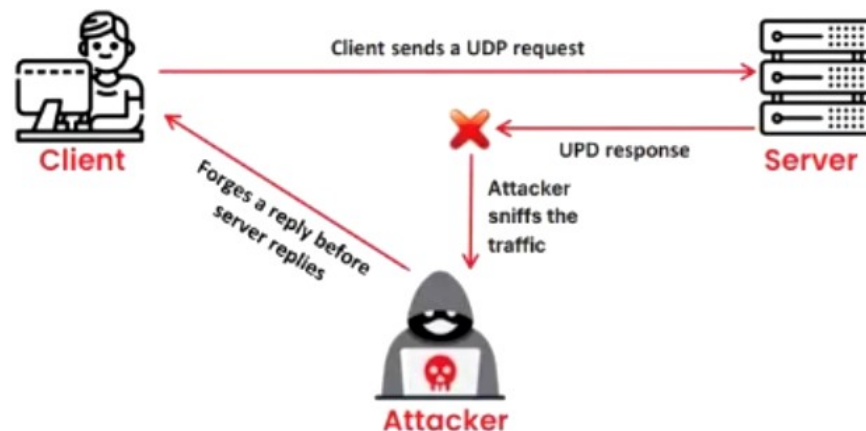 Client sends a UDP request
UPD response
Client
Server
Attacker
sniffs the
traffic
Forges a reply before
server replies
Attacker